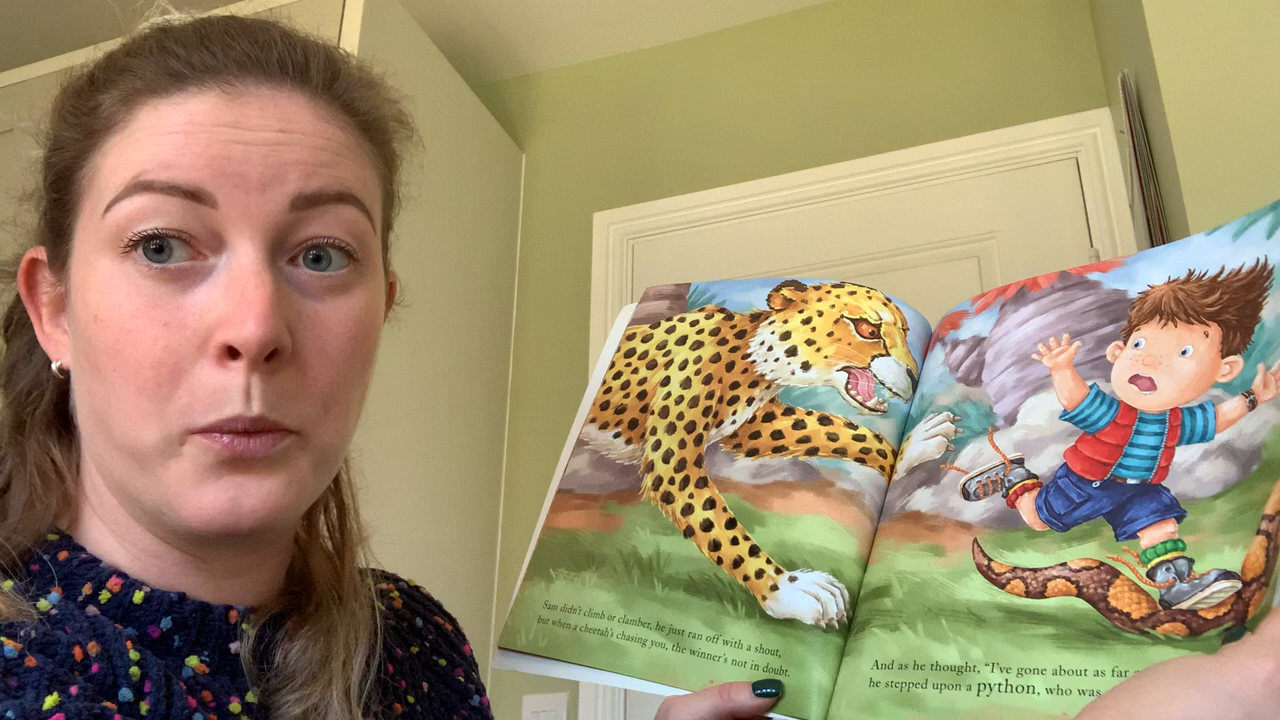 Sam didn't climb or clamber, he just ran off with a shout,
but when a cheetah's chasing you, the winner's not in doubt.
And as he thought, "I've gone about as far
he stepped upon a python, who was